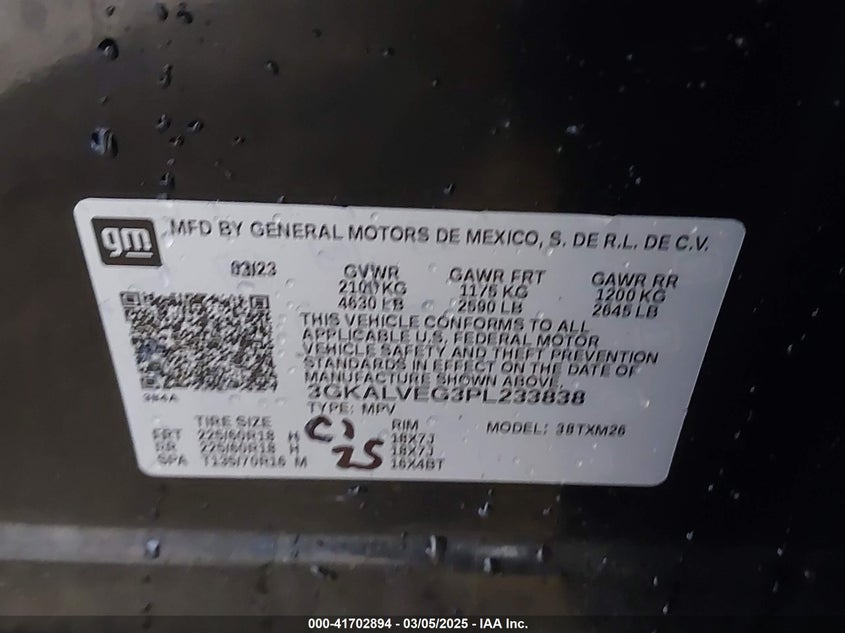 gm
MFD BY GENERAL MOTORS DE MEXICO, S. DE R.L. DE C.V.
03/23 GVWR GAWR FRT GAWR RR
2100 KG 1175 KG 1200 KG
4630 LB 2590 LB 2645 LB
THIS VEHICLE CONFORMS TO ALL
APPLICABLE U.S. FEDERAL MOTOR
VEHICLE SAFETY AND THEFT PREVENTION
STANDARDS IN EFFECT ON THE DATE OF
MANUFACTURE SHOWN ABOVE.
3GKALVEG3PL233838
TYPE: MPV
TIRE SIZE RIM MODEL: 38TXM26
FRT 225/60R18 H 18X7J
RR 225/60R18 H 18X7J
SPA T135/70R16 M 16X4BT
25
000-41702894 - 03/05/2025 - IAA Inc.